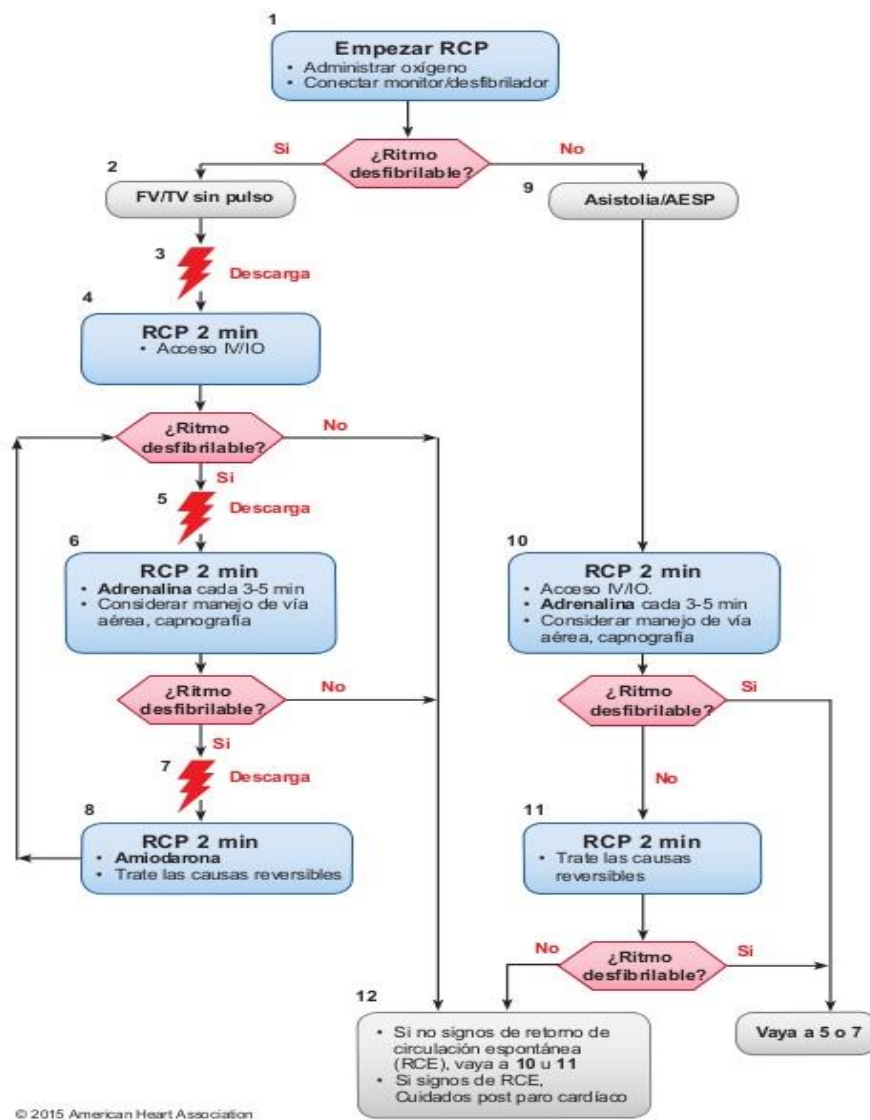 1
Empezar RCP
• Administrar oxígeno
• Conectar monitor/desfibrilador
¿Ritmo
desfibrilable?
Si
No
2
FV/TV sin pulso
9
Asistolia/AESP
3
Descarga
4
RCP 2 min
• Acceso IV/IO
¿Ritmo
desfibrilable?
No
Si
5
Descarga
6
RCP 2 min
• Adrenalina cada 3-5 min
• Considerar manejo de vía
aérea, capnografía
10
RCP 2 min
• Acceso IV/IO.
• Adrenalina cada 3-5 min
• Considerar manejo de vía
aérea, capnografía
¿Ritmo
desfibrilable?
No
Si
¿Ritmo
desfibrilable?
Si
No
7
Descarga
8
RCP 2 min
• Amiodarona
• Trate las causas reversibles
11
RCP 2 min
• Trate las causas
reversibles
¿Ritmo
desfibrilable?
No
Si
12
• Si no signos de retorno de
circulación espontánea
(RCE), vaya a 10 u 11
• Si signos de RCE,
Cuidados post paro cardíaco
Vaya a 5 o 7
© 2015 American Heart Association